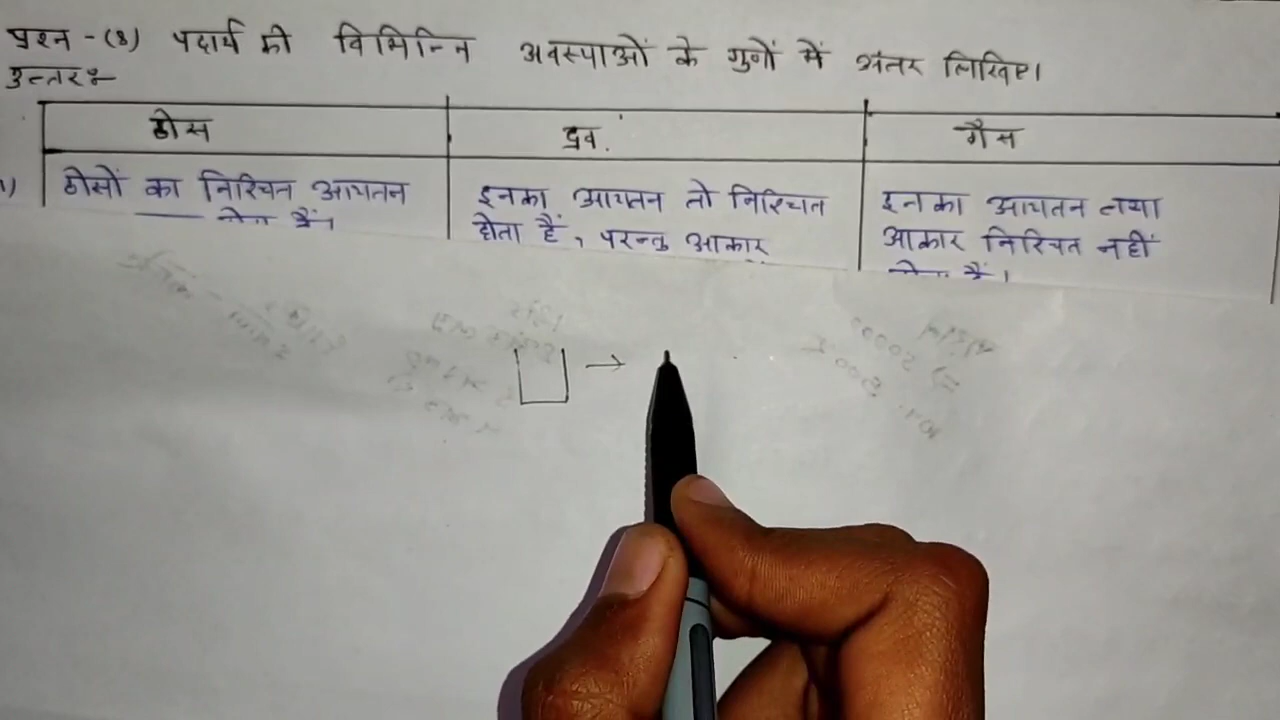 प्रश्न -(8) पदार्थ की विभिन्न अवस्थाओं के गुणों में अंतर लिखिए।
उत्तर:-
ठोस द्रव. गैस
1) ठोसों का निश्चित आयतन
इनका आयतन तो निश्चित
होता हैं, परन्तु आकार
इनका आयतन तथा
आकार निश्चित नहीं
होता हैं।